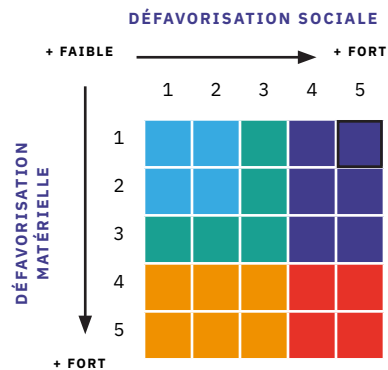 DÉFAVORISATION SOCIALE
+ FAIBLE
+ FORT
1 2 3 4 5
DÉFAVORISATION
MATÉRIELLE
1
2
3
4
5
+ FORT